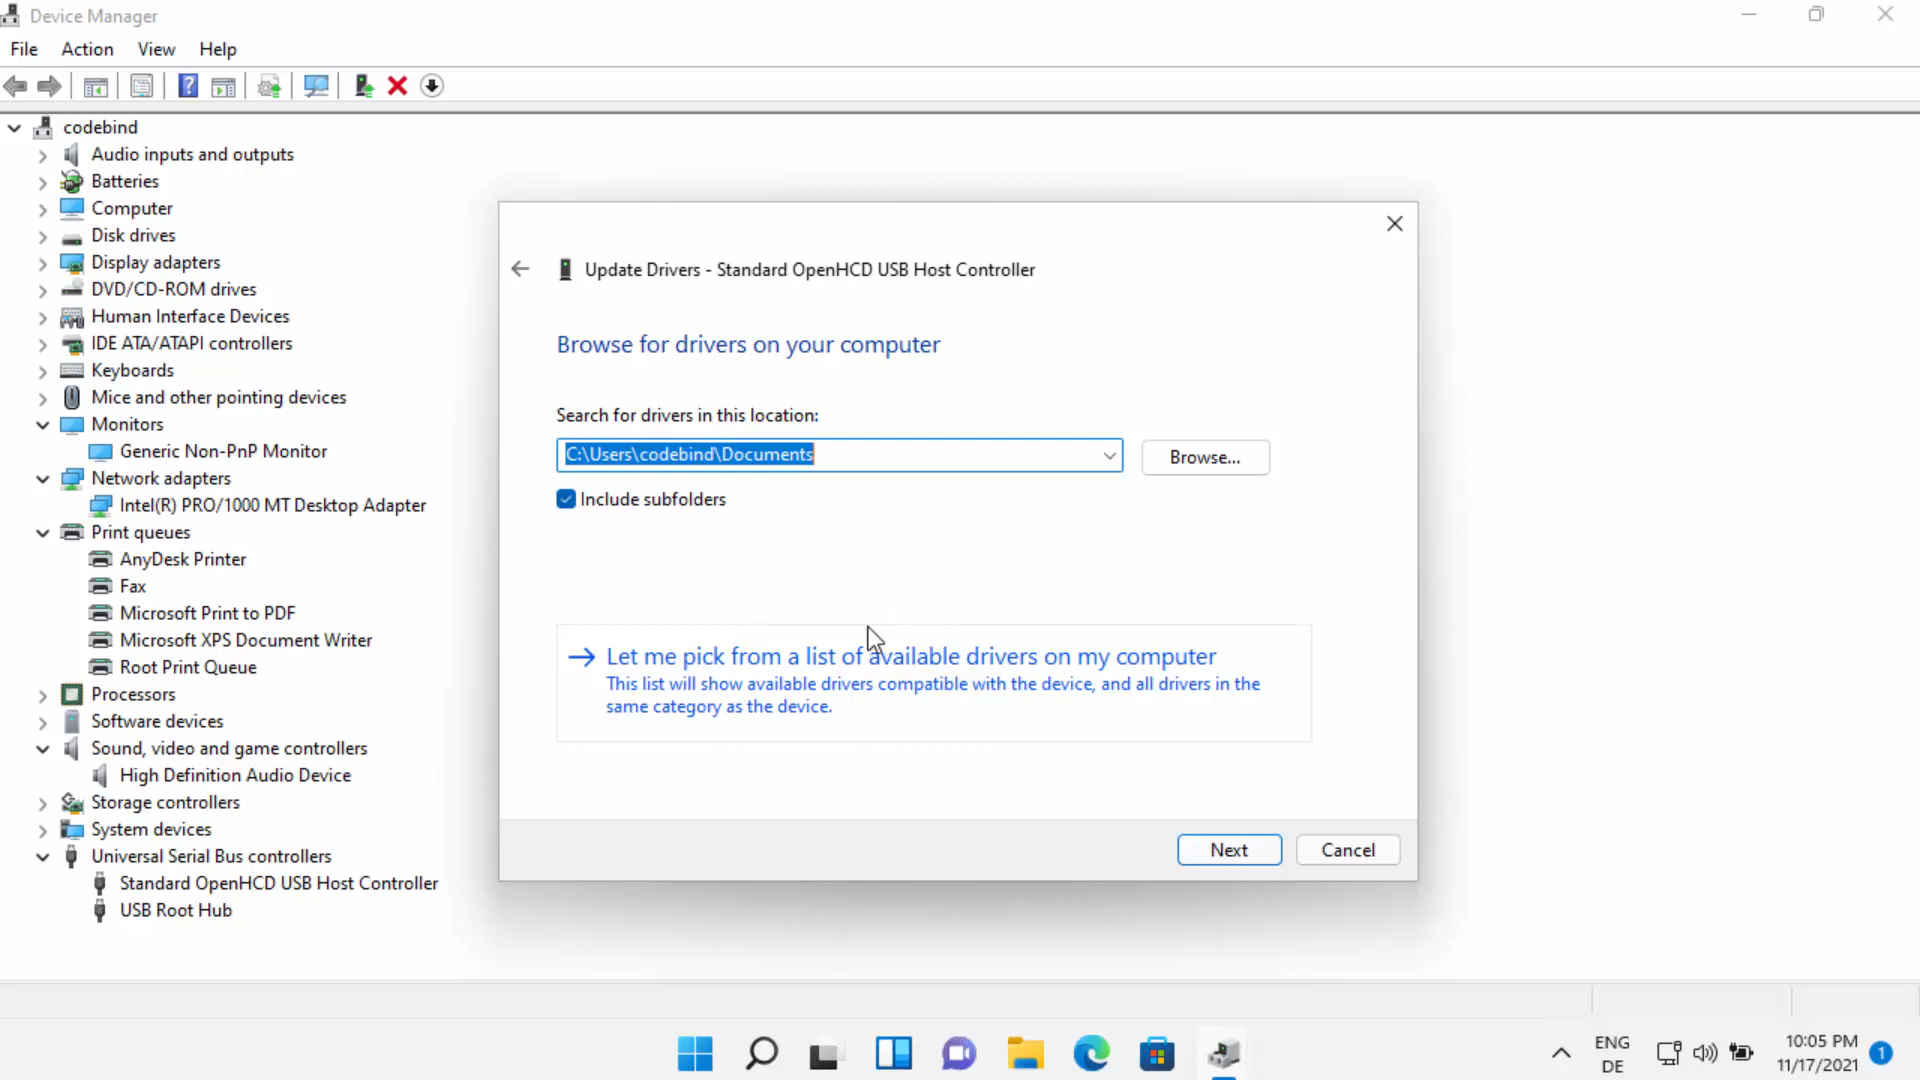 Device Manager
File Action View Help
codebind
Audio inputs and outputs
Batteries
Computer
Disk drives
Display adapters
DVD/CD-ROM drives
Human Interface Devices
IDE ATA/ATAPI controllers
Keyboards
Mice and other pointing devices
Monitors
Generic Non-PnP Monitor
Network adapters
Intel(R) PRO/1000 MT Desktop Adapter
Print queues
AnyDesk Printer
Fax
Microsoft Print to PDF
Microsoft XPS Document Writer
Root Print Queue
Processors
Software devices
Sound, video and game controllers
High Definition Audio Device
Storage controllers
System devices
Universal Serial Bus controllers
Standard OpenHCD USB Host Controller
USB Root Hub
Update Drivers - Standard OpenHCD USB Host Controller
Browse for drivers on your computer
Search for drivers in this location:
C:\Users\codebind\Documents
Browse...
Include subfolders
Let me pick from a list of available drivers on my computer
This list will show available drivers compatible with the device, and all drivers in the
same category as the device.
Next Cancel
ENG
DE
10:05 PM
11/17/2021
1